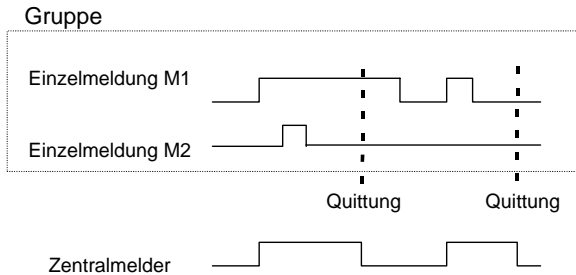 Gruppe
Einzelmeldung M1
Einzelmeldung M2
Quittung Quittung
Zentralmelder